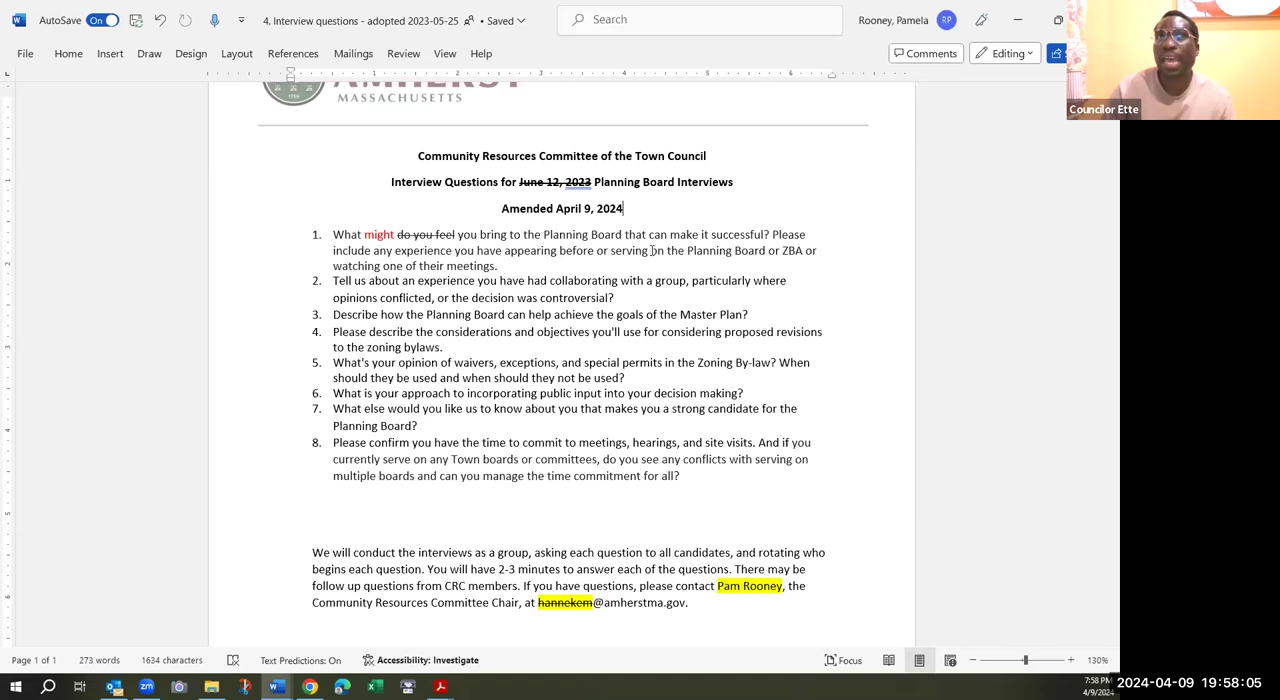 AutoSave On 4. Interview questions - adopted 2023-05-25 • Saved Search Rooney, Pamela RP
File Home Insert Draw Design Layout References Mailings Review View Help Comments Editing
Councilor Ette
1 2 3 4 5 6
AMHERST
MASSACHUSETTS
Community Resources Committee of the Town Council
Interview Questions for June 12, 2023 Planning Board Interviews
Amended April 9, 2024
1. What might do you feel you bring to the Planning Board that can make it successful? Please
include any experience you have appearing before or serving on the Planning Board or ZBA or
watching one of their meetings.
2. Tell us about an experience you have had collaborating with a group, particularly where
opinions conflicted, or the decision was controversial?
3. Describe how the Planning Board can help achieve the goals of the Master Plan?
4. Please describe the considerations and objectives you'll use for considering proposed revisions
to the zoning bylaws.
5. What's your opinion of waivers, exceptions, and special permits in the Zoning By-law? When
should they be used and when should they not be used?
6. What is your approach to incorporating public input into your decision making?
7. What else would you like us to know about you that makes you a strong candidate for the
Planning Board?
8. Please confirm you have the time to commit to meetings, hearings, and site visits. And if you
currently serve on any Town boards or committees, do you see any conflicts with serving on
multiple boards and can you manage the time commitment for all?
We will conduct the interviews as a group, asking each question to all candidates, and rotating who
begins each question. You will have 2-3 minutes to answer each of the questions. There may be
follow up questions from CRC members. If you have questions, please contact Pam Rooney, the
Community Resources Committee Chair, at hannekem@amherstma.gov.
Page 1 of 1 273 words 1634 characters Text Predictions: On Accessibility: Investigate Focus 130%
7:58 PM
4/9/2024
2024-04-09 19:58:05